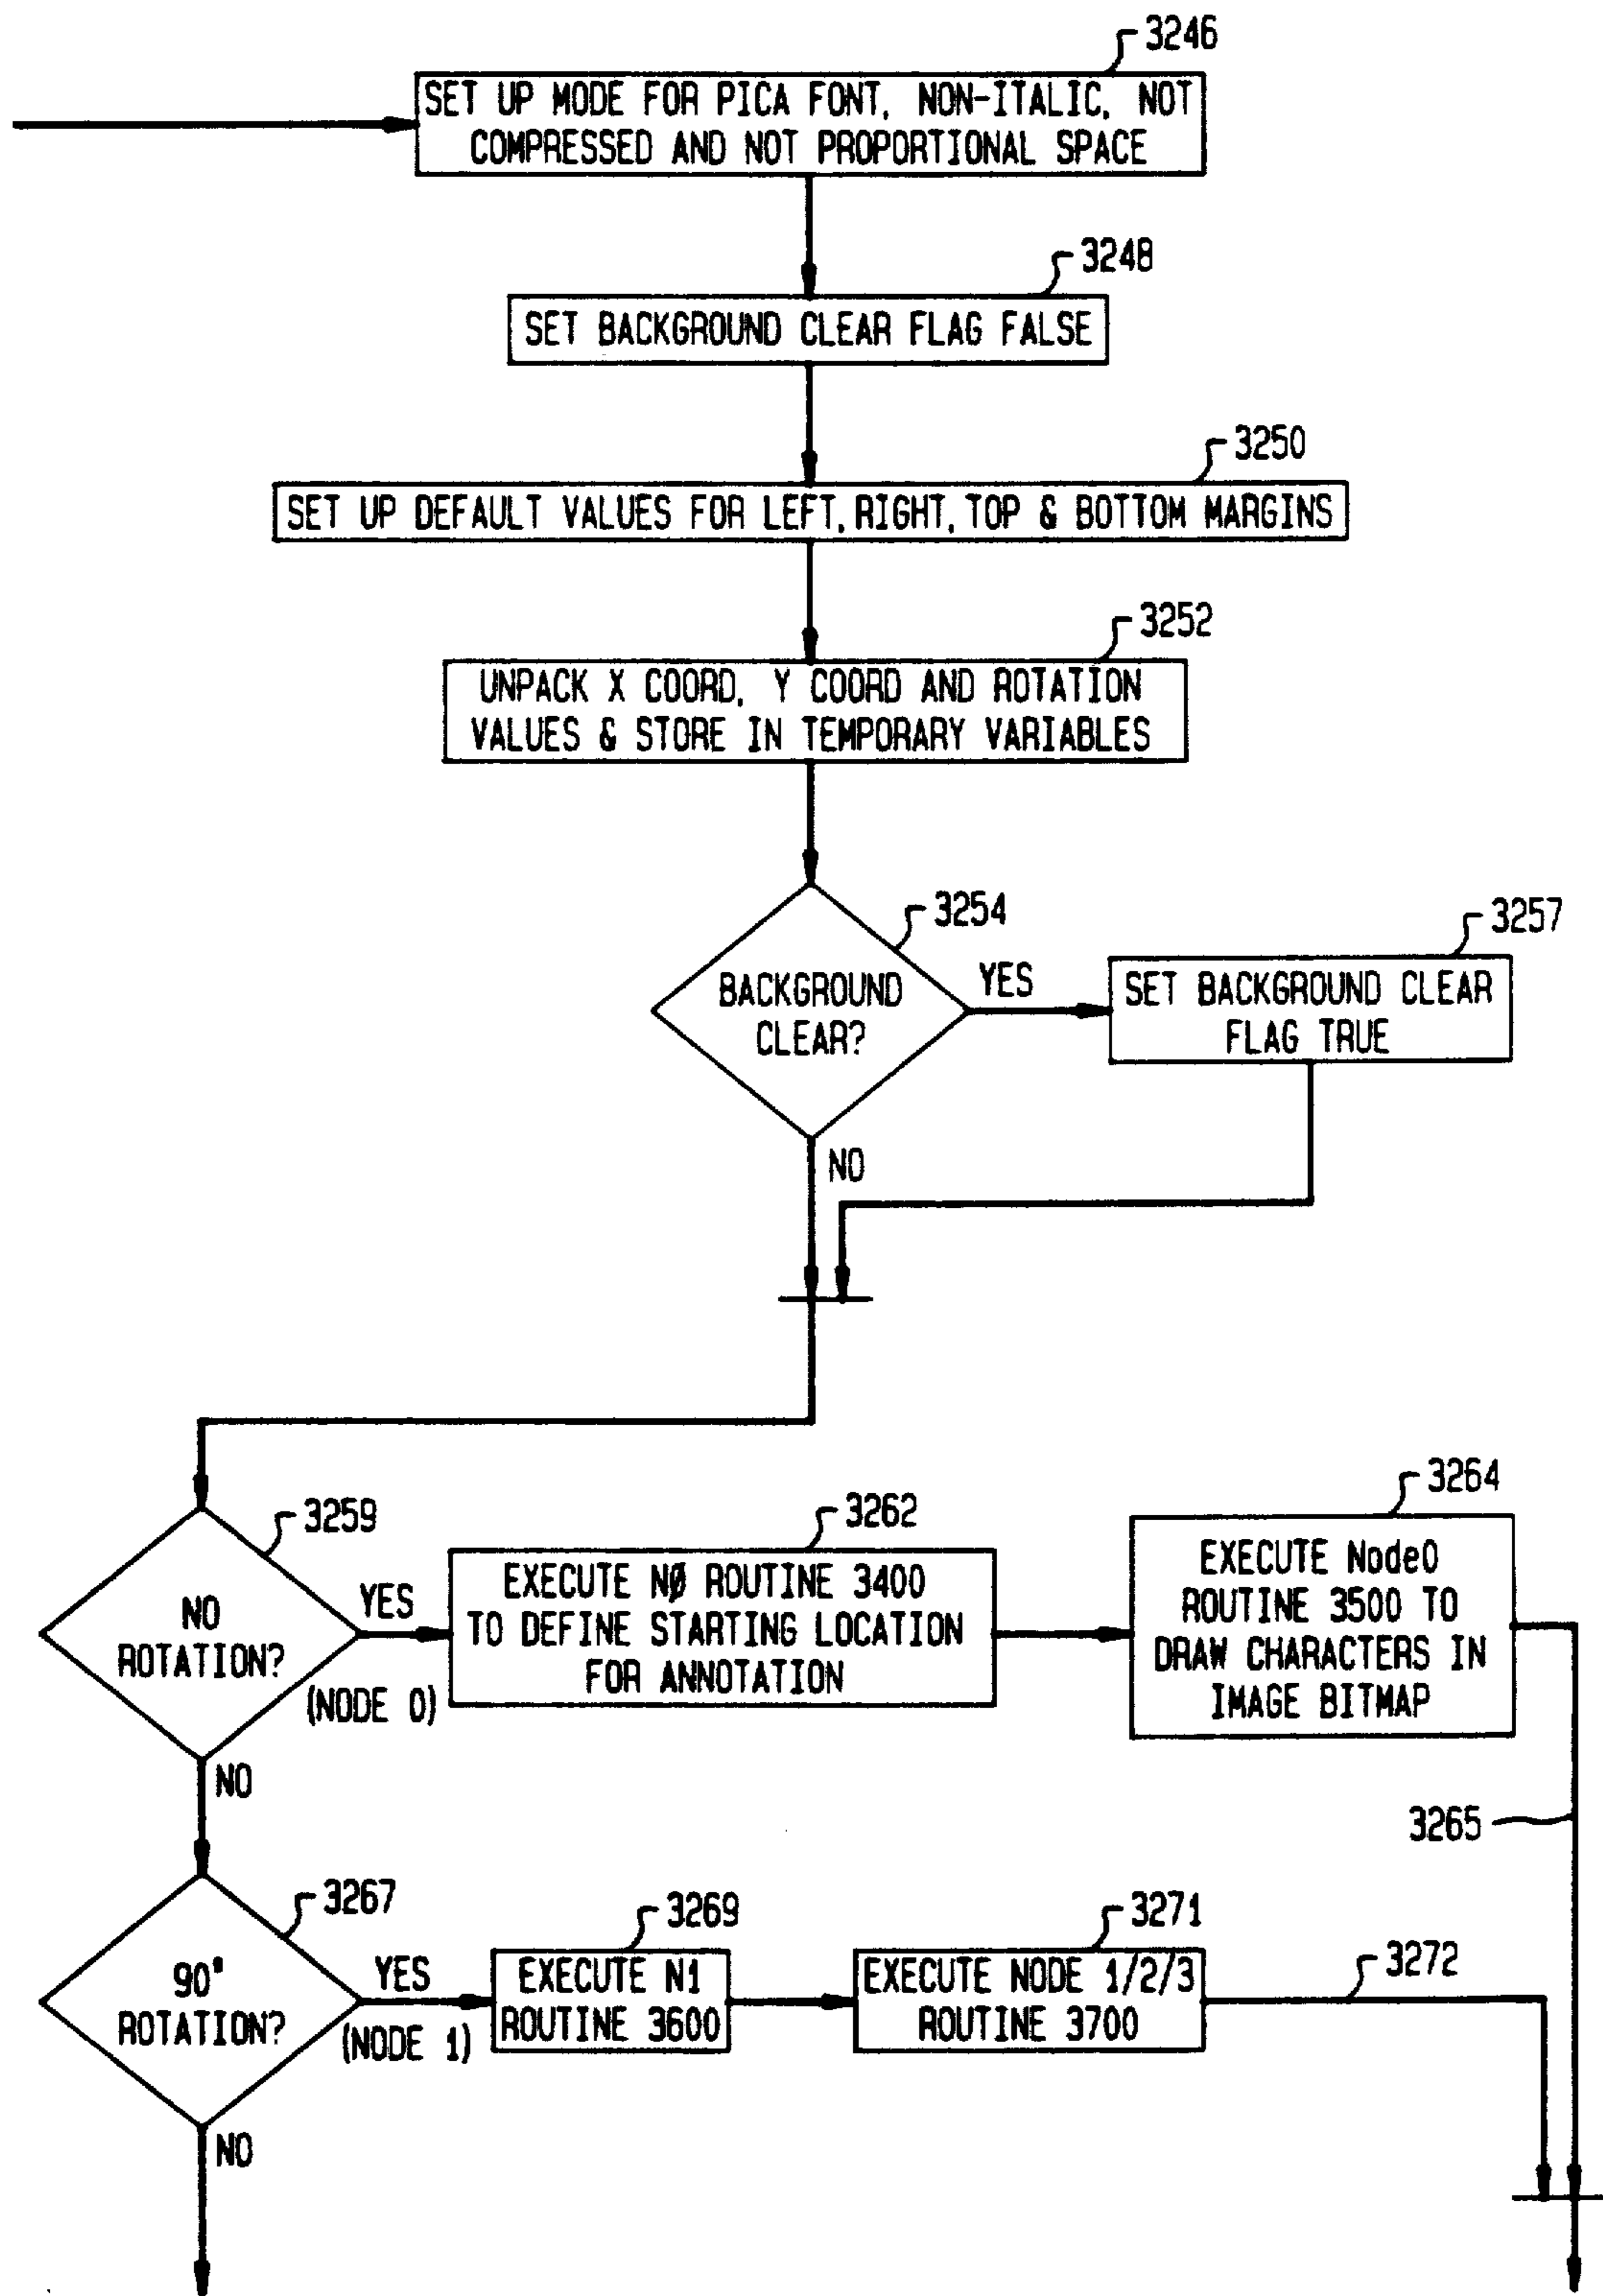 3246
SET UP MODE FOR PICA FONT, NON-ITALIC, NOT
COMPRESSED AND NOT PROPORTIONAL SPACE
3248
SET BACKGROUND CLEAR FLAG FALSE
3250
SET UP DEFAULT VALUES FOR LEFT, RIGHT, TOP & BOTTOM MARGINS
3252
UNPACK X COORD, Y COORD AND ROTATION
VALUES & STORE IN TEMPORARY VARIABLES
3254
BACKGROUND
CLEAR?
YES
3257
SET BACKGROUND CLEAR
FLAG TRUE
NO
3259
NO
ROTATION?
YES
(NODE 0)
3262
EXECUTE NØ ROUTINE 3400
TO DEFINE STARTING LOCATION
FOR ANNOTATION
3264
EXECUTE Node0
ROUTINE 3500 TO
DRAW CHARACTERS IN
IMAGE BITMAP
NO
3265
3267
90°
ROTATION?
YES
(NODE 1)
3269
EXECUTE N1
ROUTINE 3600
3271
EXECUTE NODE 1/2/3
ROUTINE 3700
3272
NO